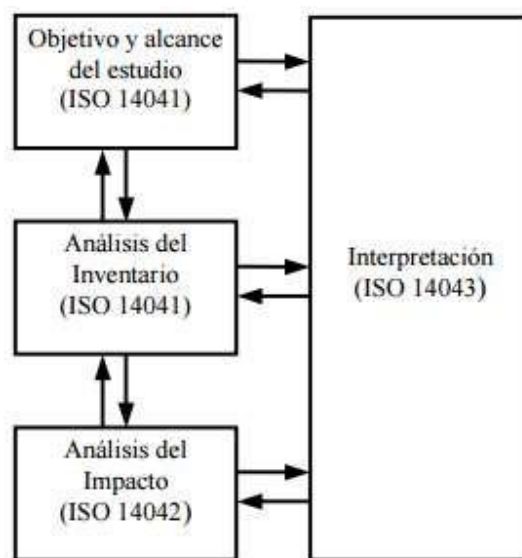 Objetivo y alcance
del estudio
(ISO 14041)
Análisis del
Inventario
(ISO 14041)
Interpretación
(ISO 14043)
Análisis del
Impacto
(ISO 14042)